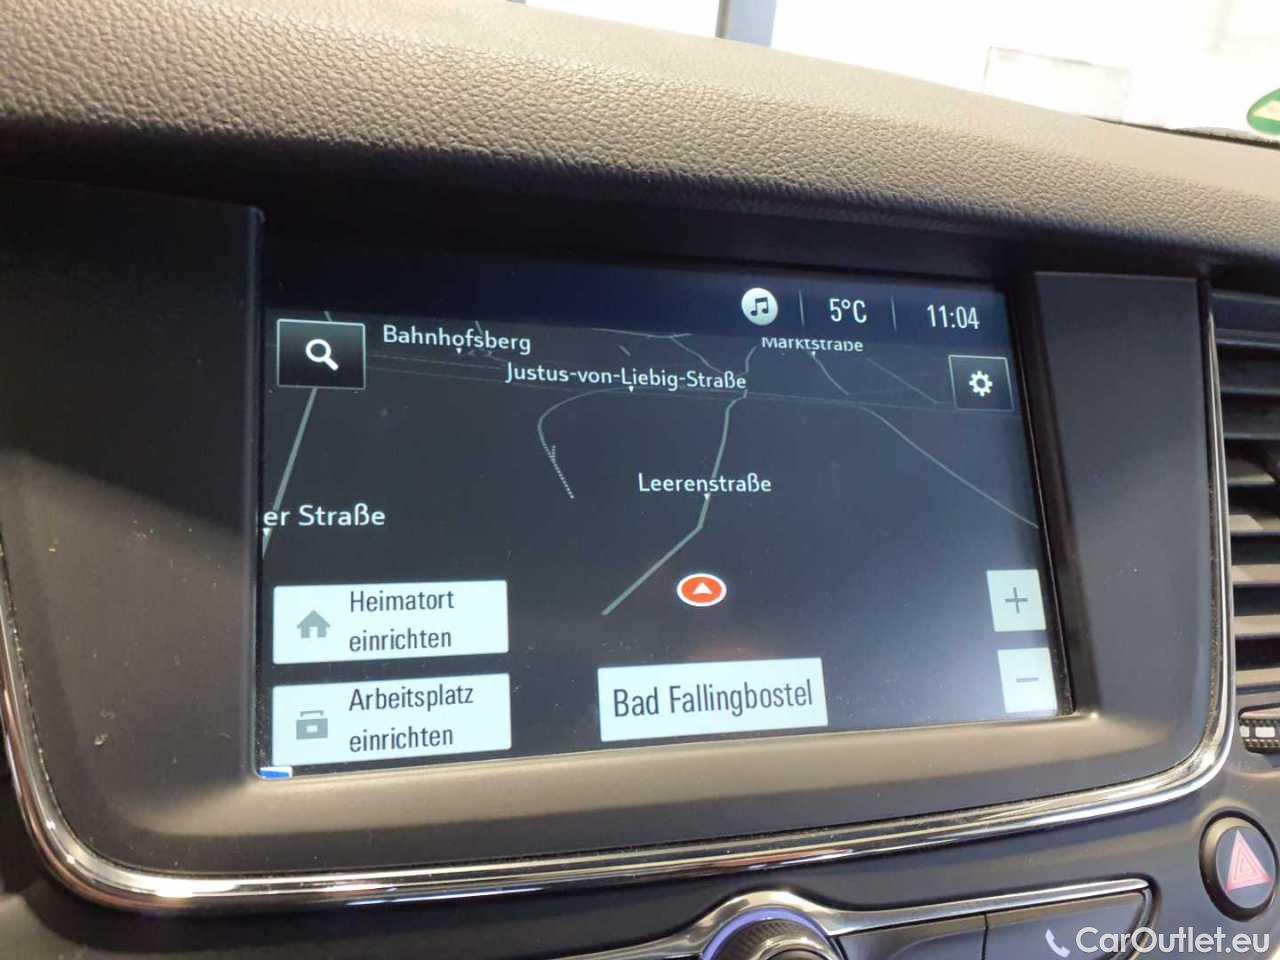 5°C
11:04
Bahnhofsberg
Marktstraße
Justus-von-Liebig-Straße
Leerenstraße
er Straße
Heimatort
einrichten
Arbeitsplatz
einrichten
Bad Fallingbostel
+
−
CarOutlet.eu